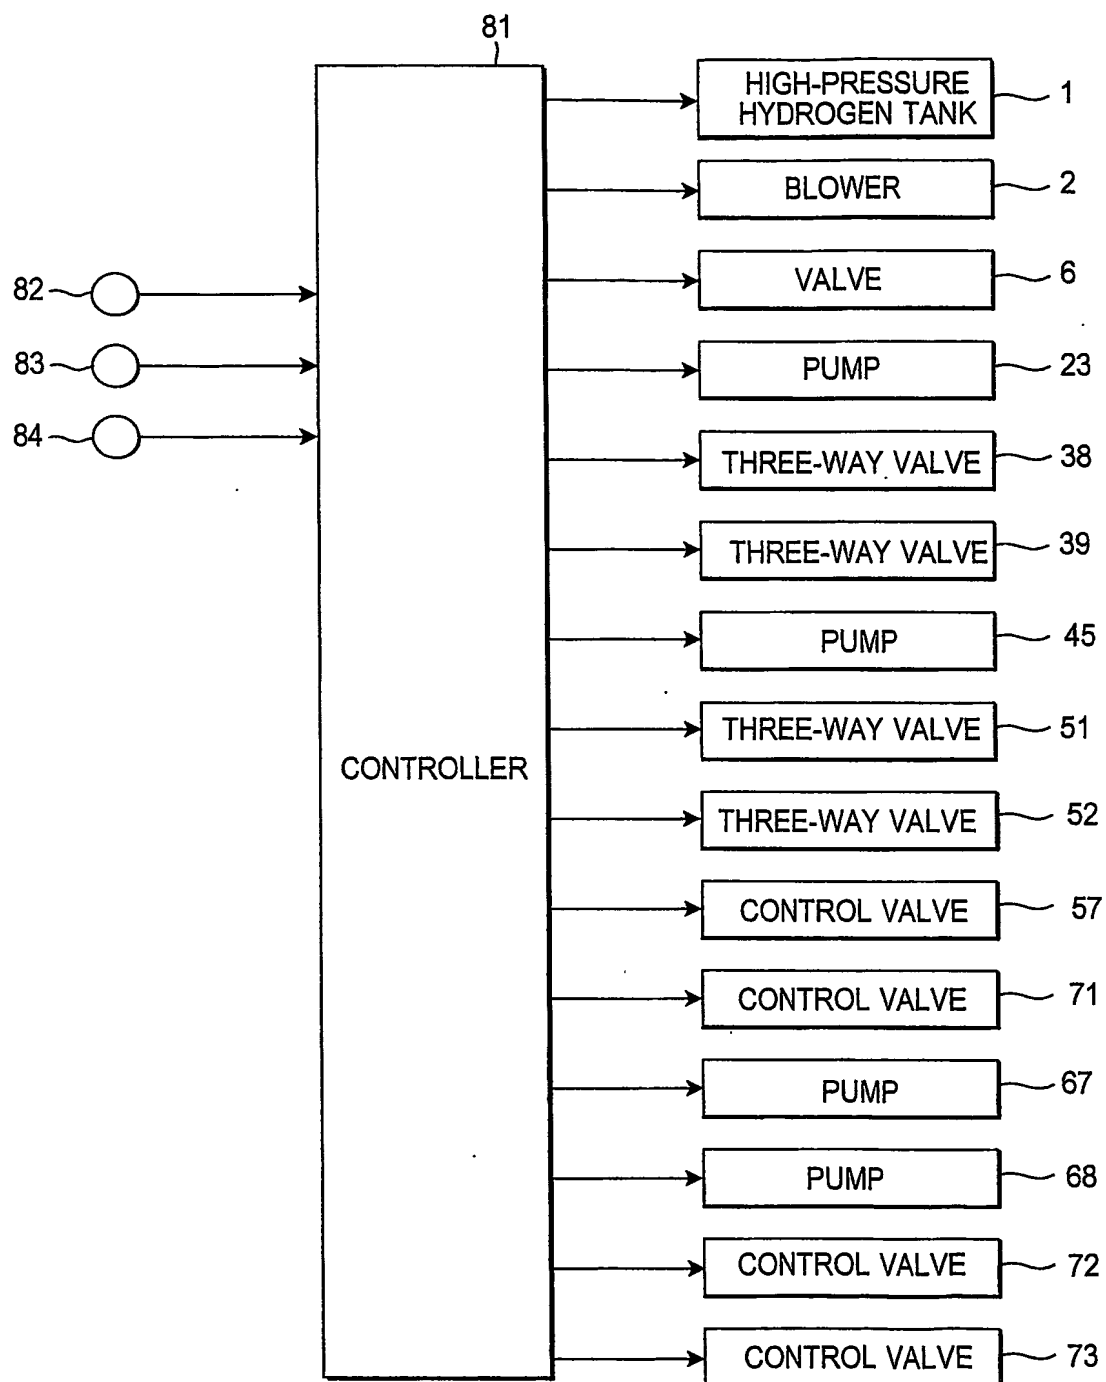 81
HIGH-PRESSURE
HYDROGEN TANK
1
BLOWER
2
VALVE
6
82
83
PUMP
23
84
THREE-WAY VALVE
38
THREE-WAY VALVE
39
PUMP
45
THREE-WAY VALVE
51
CONTROLLER
THREE-WAY VALVE
52
CONTROL VALVE
57
CONTROL VALVE
71
PUMP
67
PUMP
68
CONTROL VALVE
72
CONTROL VALVE
73